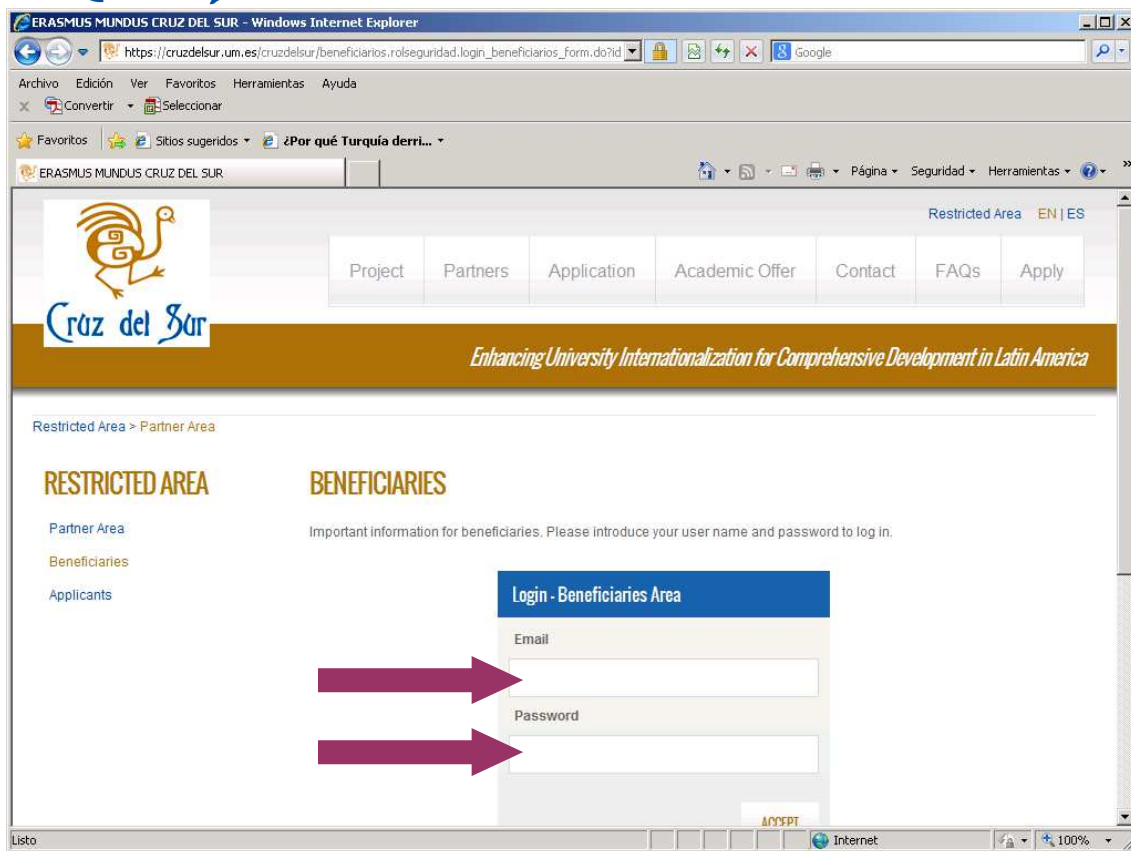 ERASMUS MUNDUS CRUZ DEL SUR - Windows Internet Explorer
https://cruzdelsur.um.es/cruzdelsur/beneficiarios.rolseguridad.login_beneficiarios_form.do?id
Google
Archivo Edición Ver Favoritos Herramientas Ayuda
x Convertir Seleccionar
Favoritos Sitios sugeridos ¿Por qué Turquía derri...
ERASMUS MUNDUS CRUZ DEL SUR
Página Seguridad Herramientas
Restricted Area EN | ES
Project Partners Application Academic Offer Contact FAQs Apply
Cruz del Sur
Enhancing University Internationalization for Comprehensive Development in Latin America
Restricted Area > Partner Area
RESTRICTED AREA
BENEFICIARIES
Partner Area
Important information for beneficiaries. Please introduce your user name and password to log in.
Beneficiaries
Applicants
Login - Beneficiaries Area
Email
Password
ACCEPT
Listo
Internet
100%